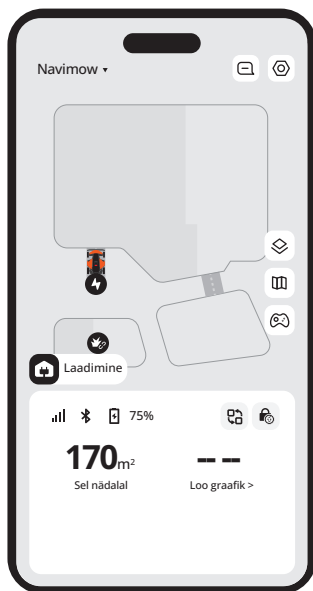 Navimow
Laadimine
75%
170m²
-- --
Sel nädalal
Loo graafik >